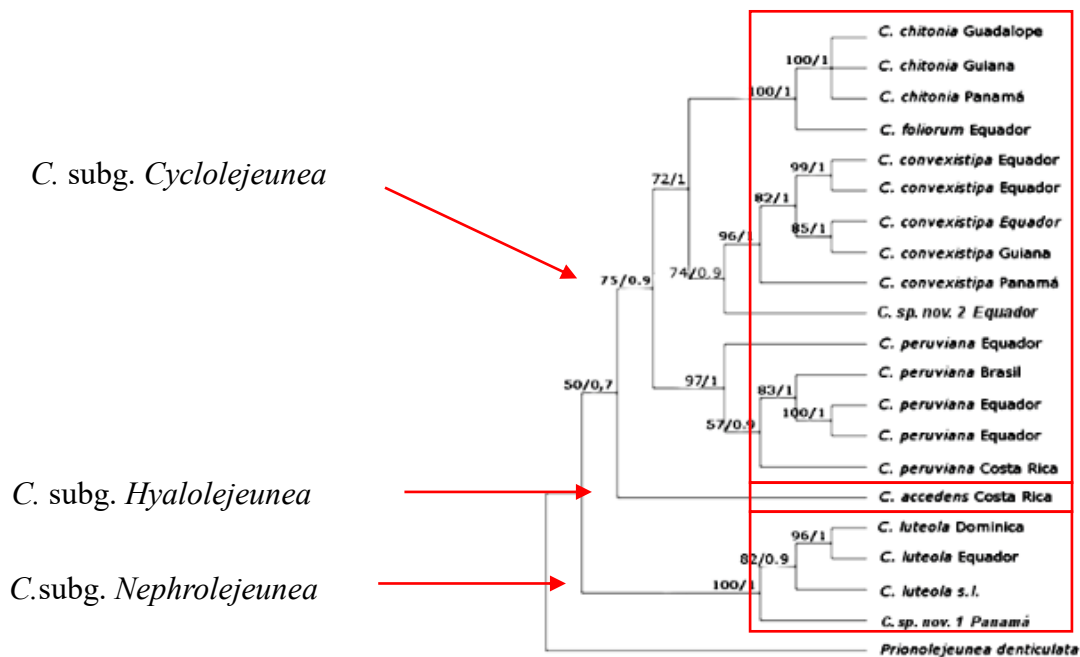 C. chitonia Guadalope
100/1
C. chitonia Guiana
100/1
C. chitonia Panamá
C. foliorum Equador
C. convexistipa Equador
99/1
C. subg. Cyclolejeunea
72/1
82/1
C. convexistipa Equador
C. convexistipa Equador
96/1
85/1
C. convexistipa Guiana
75/0.9
74/0.9
C. convexistipa Panamá
C. sp. nov. 2 Equador
C. peruviana Equador
50/0,7
97/1
83/1
C. peruviana Brasil
C. peruviana Equador
100/1
57/0.9
C. peruviana Equador
C. peruviana Costa Rica
C. subg. Hyalolejeunea
C. accedens Costa Rica
C. luteola Dominica
96/1
82/0.9
C. luteola Equador
C.subg. Nephrolejeunea
100/1
C. luteola s.l.
C. sp. nov. 1 Panamá
Prionolejeunea denticulata